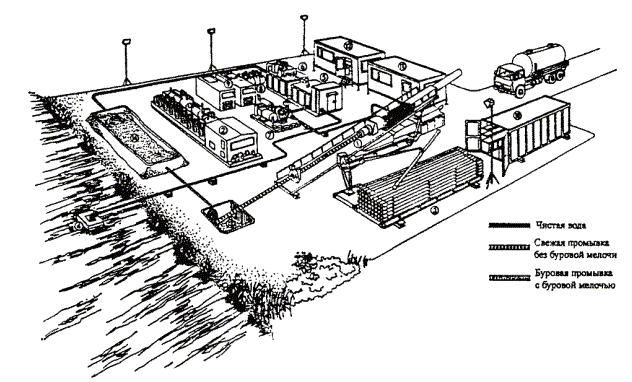 Чистая вода
Свежая промывка
без буровой мелочи
Буровая промывка
с буровой мелочью